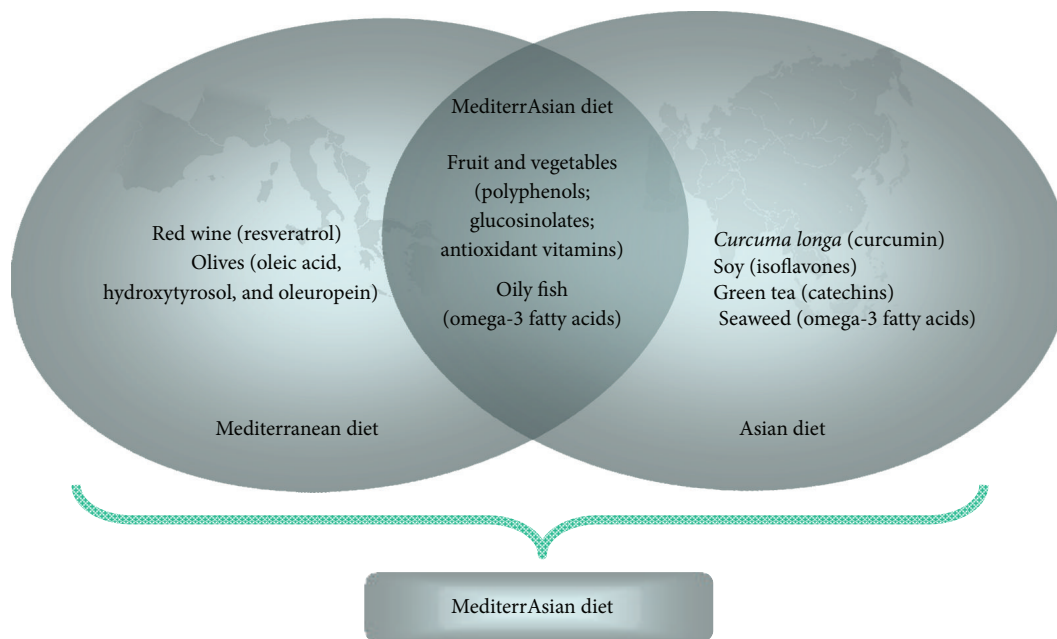 MediterrAsian diet
Fruit and vegetables
(polyphenols;
glucosinolates;
antioxidant vitamins)
Oily fish
(omega-3 fatty acids)
Red wine (resveratrol)
Olives (oleic acid,
hydroxytyrosol, and oleuropein)
Curcuma longa (curcumin)
Soy (isoflavones)
Green tea (catechins)
Seaweed (omega-3 fatty acids)
Mediterranean diet
Asian diet
MediterrAsian diet